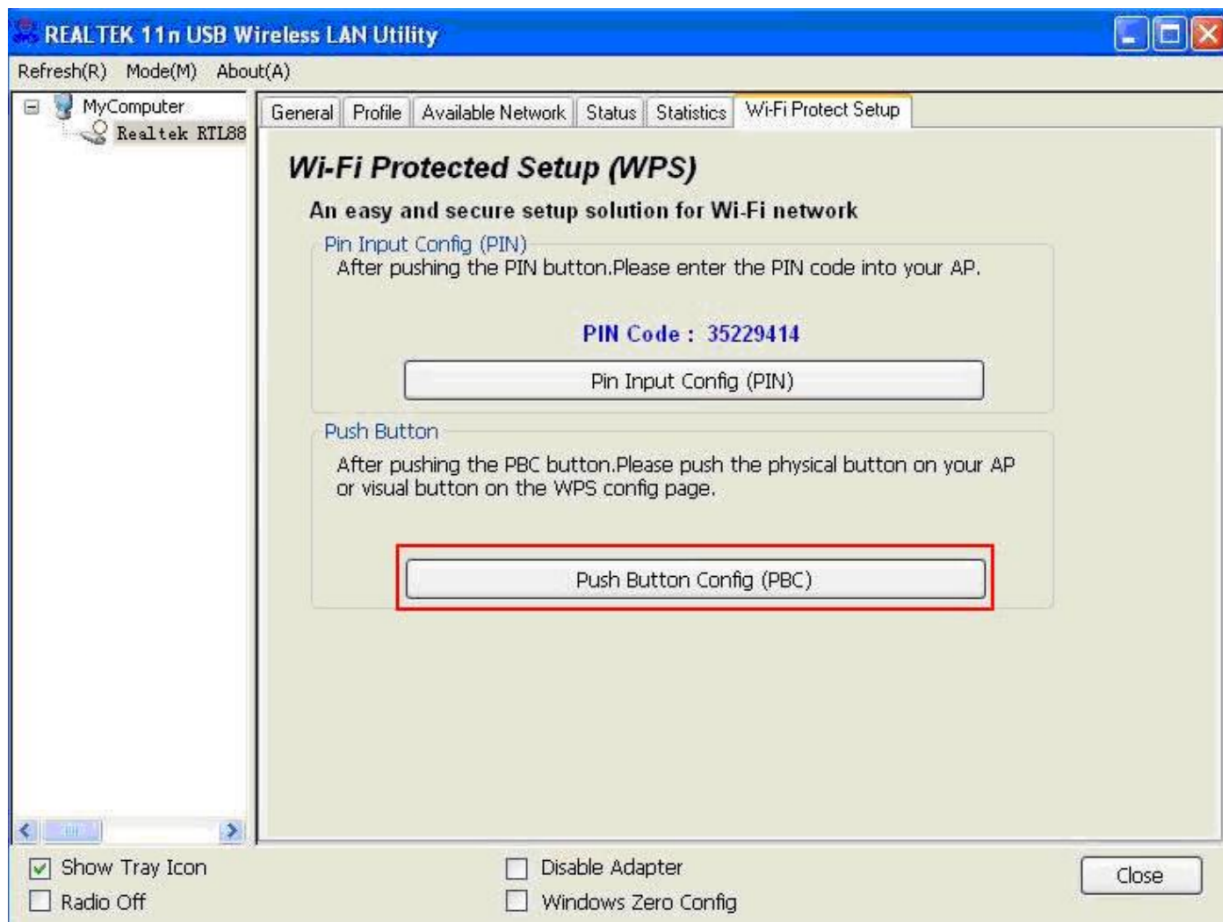 REALTEK 11n USB Wireless LAN Utility
Refresh(R) Mode(M) About(A)
MyComputer
Realtek RTL88
General Profile Available Network Status Statistics Wi-Fi Protect Setup
Wi-Fi Protected Setup (WPS)
An easy and secure setup solution for Wi-Fi network
Pin Input Config (PIN)
After pushing the PIN button.Please enter the PIN code into your AP.
PIN Code : 35229414
Pin Input Config (PIN)
Push Button
After pushing the PBC button.Please push the physical button on your AP
or visual button on the WPS config page.
Push Button Config (PBC)
Show Tray Icon
Disable Adapter
Close
Radio Off
Windows Zero Config